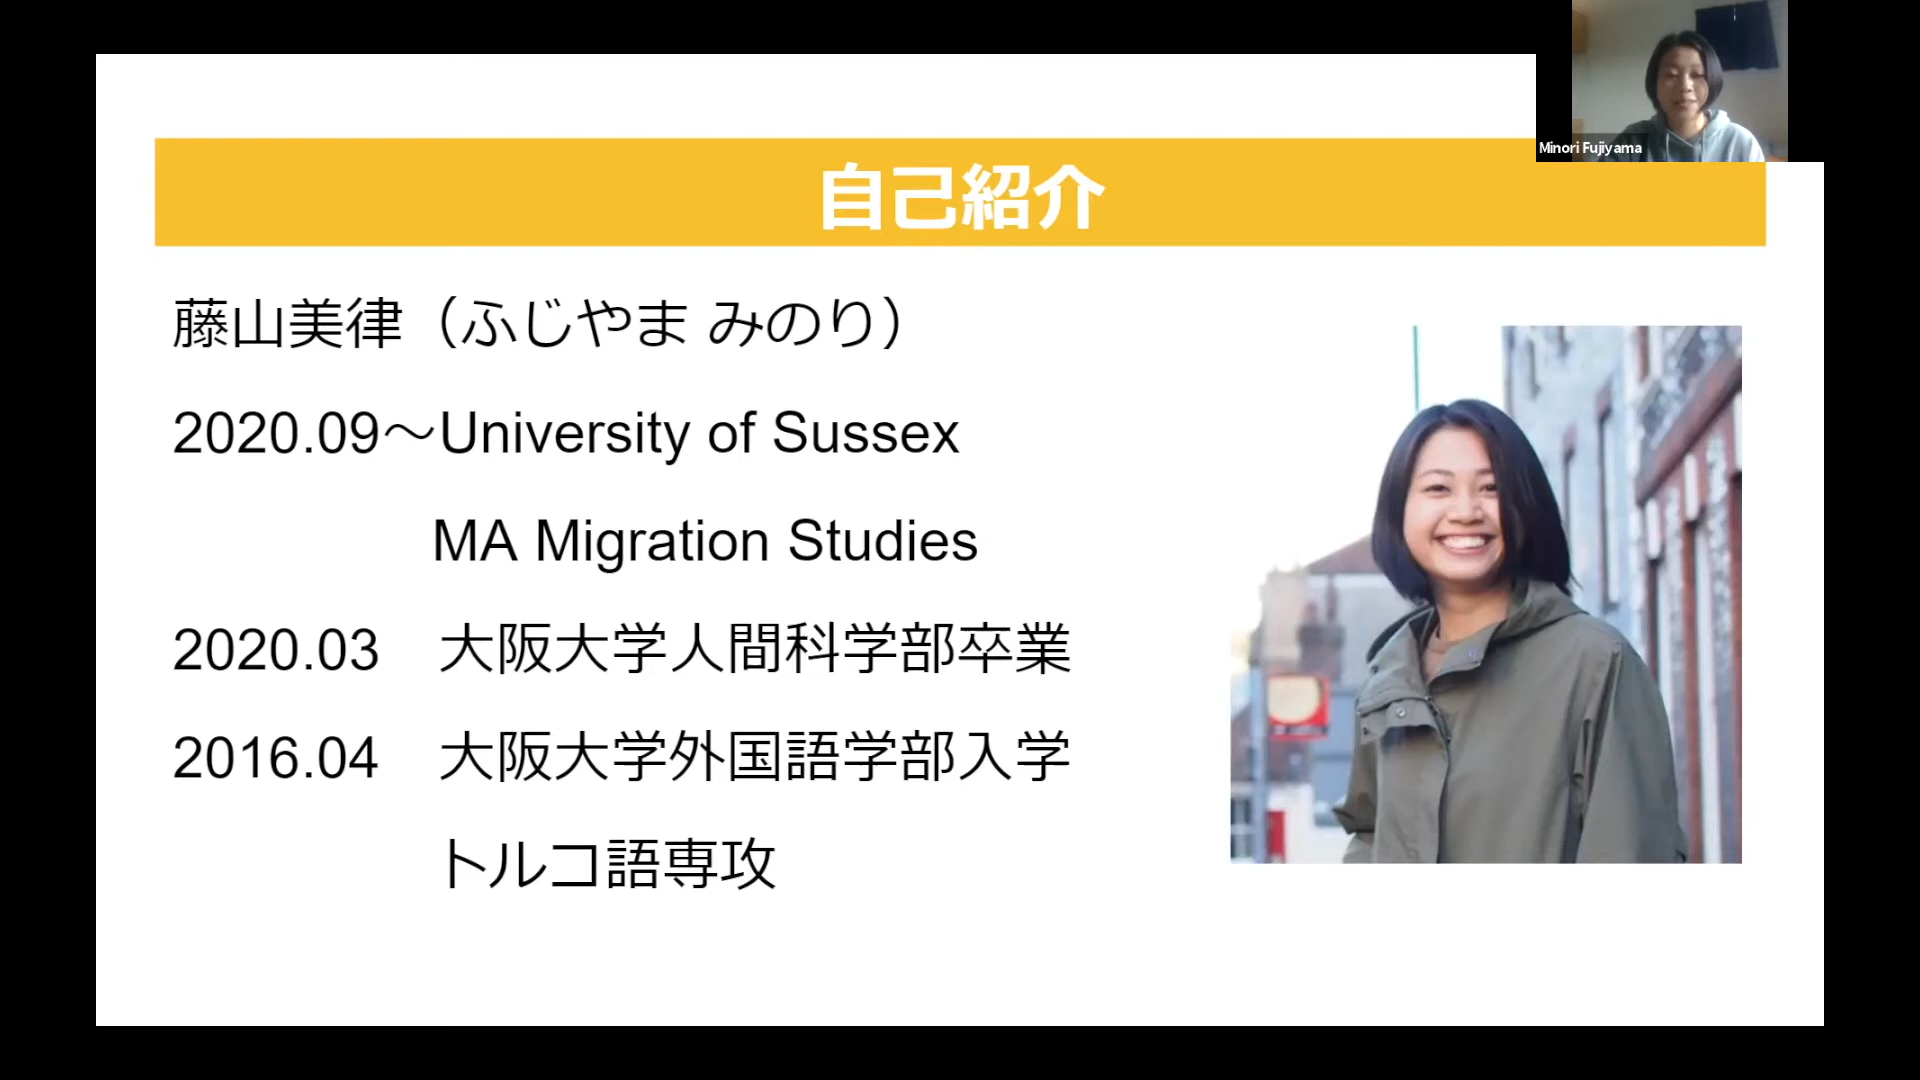 Minori Fujiyama
自己紹介
藤山美律（ふじやま みのり）
2020.09～University of Sussex
MA Migration Studies
2020.03　大阪大学人間科学部卒業
2016.04　大阪大学外国語学部入学
トルコ語専攻